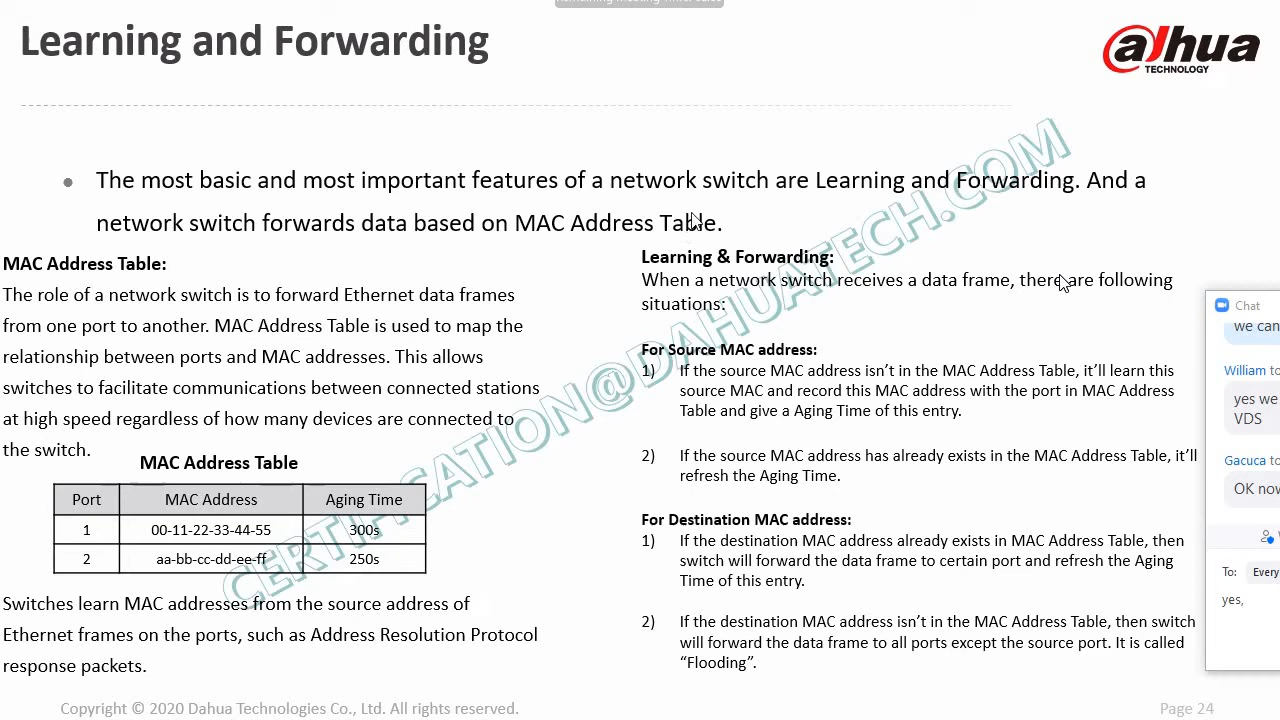 Learning and Forwarding
alhua
TECHNOLOGY
• The most basic and most important features of a network switch are Learning and Forwarding. And a
network switch forwards data based on MAC Address Table.
MAC Address Table:
The role of a network switch is to forward Ethernet data frames
from one port to another. MAC Address Table is used to map the
relationship between ports and MAC addresses. This allows
switches to facilitate communications between connected stations
at high speed regardless of how many devices are connected to
the switch.
MAC Address Table
Port MAC Address Aging Time
1 00-11-22-33-44-55 300s
2 aa-bb-cc-dd-ee-ff 250s
Switches learn MAC addresses from the source address of
Ethernet frames on the ports, such as Address Resolution Protocol
response packets.
Learning & Forwarding:
When a network switch receives a data frame, there are following
situations:
For Source MAC address:
1) If the source MAC address isn't in the MAC Address Table, it'll learn this
source MAC and record this MAC address with the port in MAC Address
Table and give a Aging Time of this entry.
2) If the source MAC address has already exists in the MAC Address Table, it'll
refresh the Aging Time.
For Destination MAC address:
1) If the destination MAC address already exists in MAC Address Table, then
switch will forward the data frame to certain port and refresh the Aging
Time of this entry.
2) If the destination MAC address isn't in the MAC Address Table, then switch
will forward the data frame to all ports except the source port. It is called
“Flooding”.
CERTIFICATION@DAHUATECH.COM
Chat
we can
William to
yes we
VDS
Gacuca to
OK now
To: Every
yes,
Copyright © 2020 Dahua Technologies Co., Ltd. All rights reserved.
Page 24